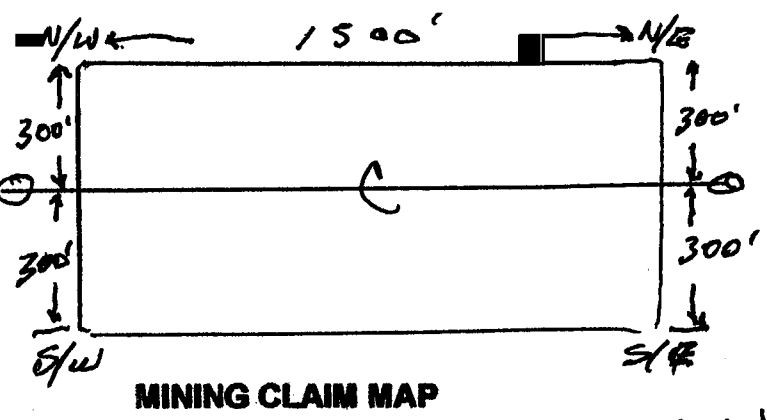 N/W 1500' N/E
300' 300'
C
300' 300'
S/W S/E
MINING CLAIM MAP